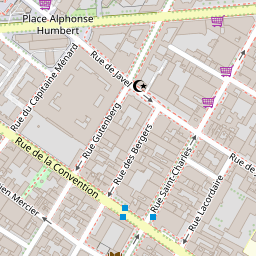 Place Alphonse
Humbert
Rue du Capitaine Ménard
Rue de Javel
Rue Gutenberg
Rue des Bergers
Rue Saint-Charles
Rue de la Convention
Rue Lacordaire
Rue de
en Mercier